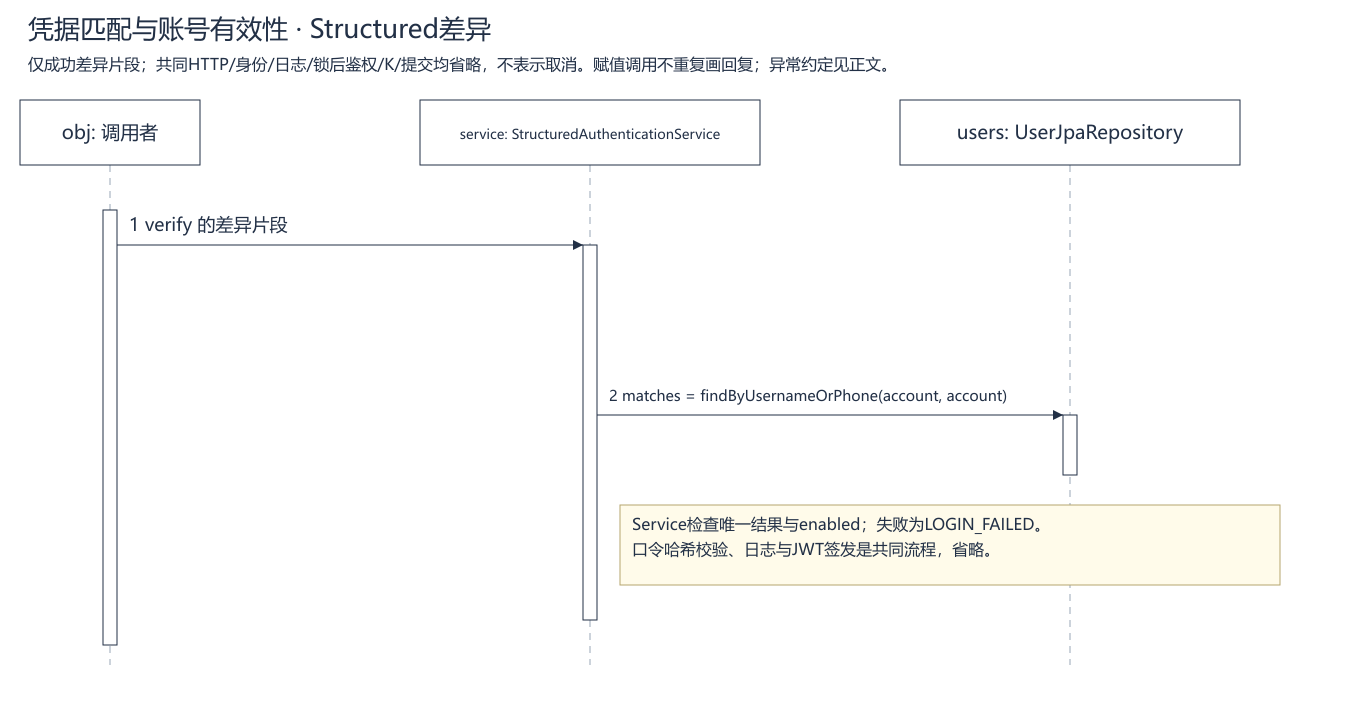 凭据匹配与账号有效性 · Structured差异
仅成功差异片段；共同HTTP/身份/日志/锁后鉴权/K/提交均省略，不表示取消。赋值调用不重复画回复；异常约定见正文。
obj: 调用者
service: StructuredAuthenticationService
users: UserJpaRepository
1 verify 的差异片段
2 matches = findByUsernameOrPhone(account, account)
Service检查唯一结果与enabled；失败为LOGIN_FAILED。
口令哈希校验、日志与JWT签发是共同流程，省略。